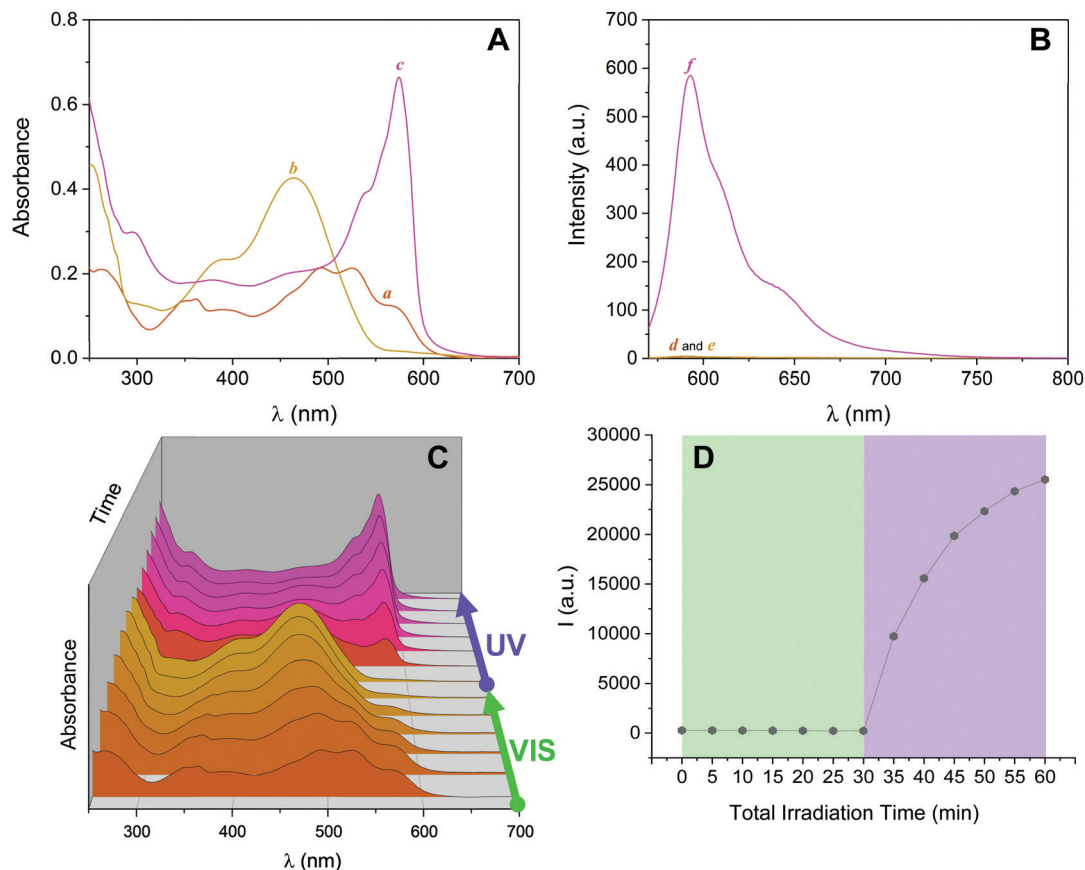 A
Absorbance
0.8
0.6
0.4
0.2
0.0
a
b
c
300 400 500 600 700
λ (nm)
B
Intensity (a.u.)
700
600
500
400
300
200
100
0
f
d and e
600 650 700 750 800
λ (nm)
C
Time
Absorbance
UV
VIS
300 400 500 600 700
λ (nm)
D
I (a.u.)
30000
25000
20000
15000
10000
5000
0
0 5 10 15 20 25 30 35 40 45 50 55 60
Total Irradiation Time (min)